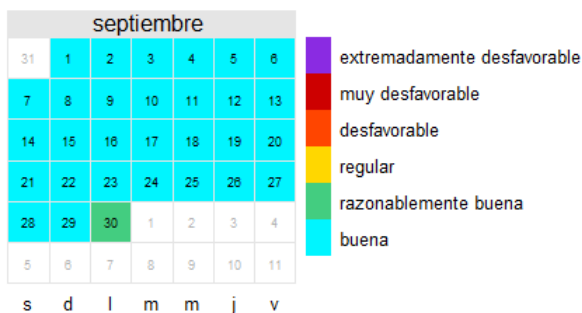 septiembre
31 1 2 3 4 5 6
7 8 9 10 11 12 13
14 15 16 17 18 19 20
21 22 23 24 25 26 27
28 29 30 1 2 3 4
5 6 7 8 9 10 11
s d l m m j v
extremadamente desfavorable
muy desfavorable
desfavorable
regular
razonablemente buena
buena